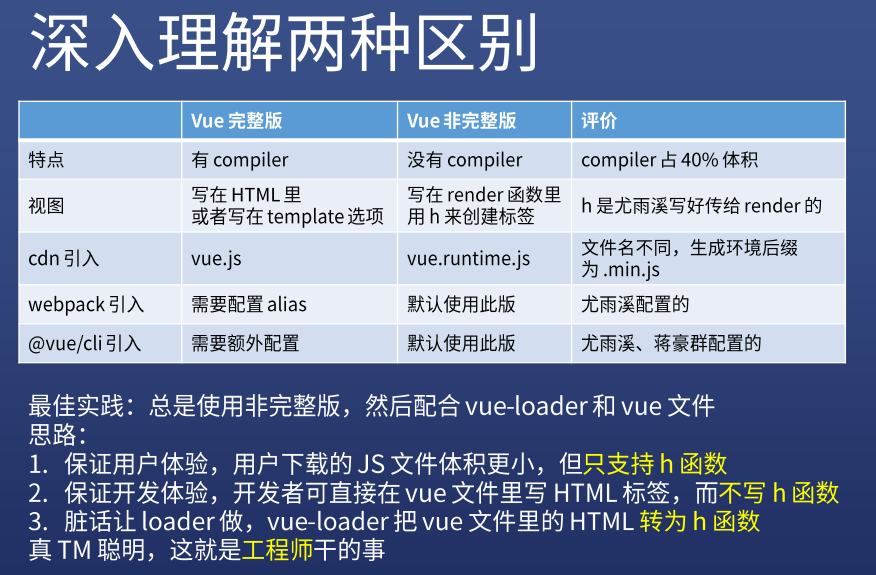 深入理解两种区别
Vue 完整版 Vue 非完整版 评价
特点 有 compiler 没有 compiler compiler 占 40% 体积
视图 写在 HTML 里
或者写在 template 选项 写在 render 函数里
用 h 来创建标签 h 是尤雨溪写好传给 render 的
cdn 引入 vue.js vue.runtime.js 文件名不同，生成环境后缀
为 .min.js
webpack 引入 需要配置 alias 默认使用此版 尤雨溪配置的
@vue/cli 引入 需要额外配置 默认使用此版 尤雨溪、蒋豪群配置的
最佳实践：总是使用非完整版，然后配合 vue-loader 和 vue 文件
思路：
1. 保证用户体验，用户下载的 JS 文件体积更小，但只支持 h 函数
2. 保证开发体验，开发者可直接在 vue 文件里写 HTML 标签，而不写 h 函数
3. 脏话让 loader 做，vue-loader 把 vue 文件里的 HTML 转为 h 函数
真 TM 聪明，这就是工程师干的事